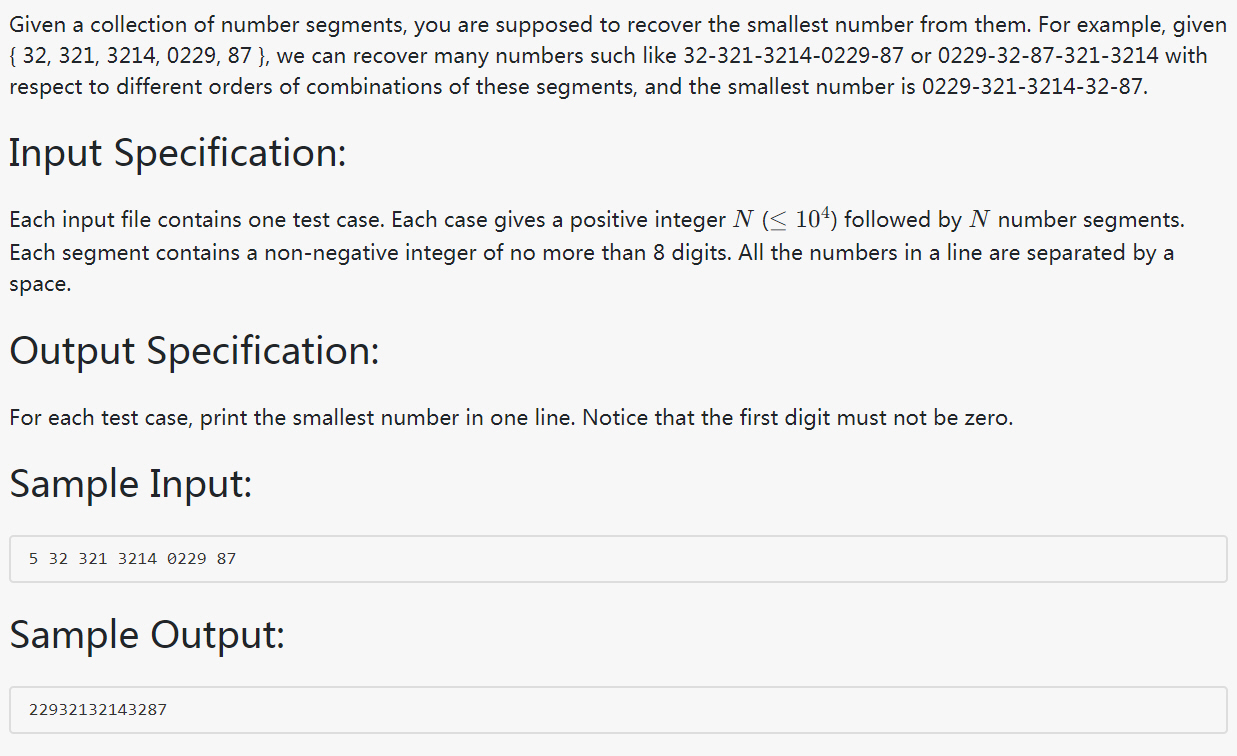 Given a collection of number segments, you are supposed to recover the smallest number from them. For example, given
{ 32, 321, 3214, 0229, 87 }, we can recover many numbers such like 32-321-3214-0229-87 or 0229-32-87-321-3214 with
respect to different orders of combinations of these segments, and the smallest number is 0229-321-3214-32-87.
Input Specification:
Each input file contains one test case. Each case gives a positive integer N (≤ 10⁴) followed by N number segments.
Each segment contains a non-negative integer of no more than 8 digits. All the numbers in a line are separated by a
space.
Output Specification:
For each test case, print the smallest number in one line. Notice that the first digit must not be zero.
Sample Input:
5 32 321 3214 0229 87
Sample Output:
22932132143287